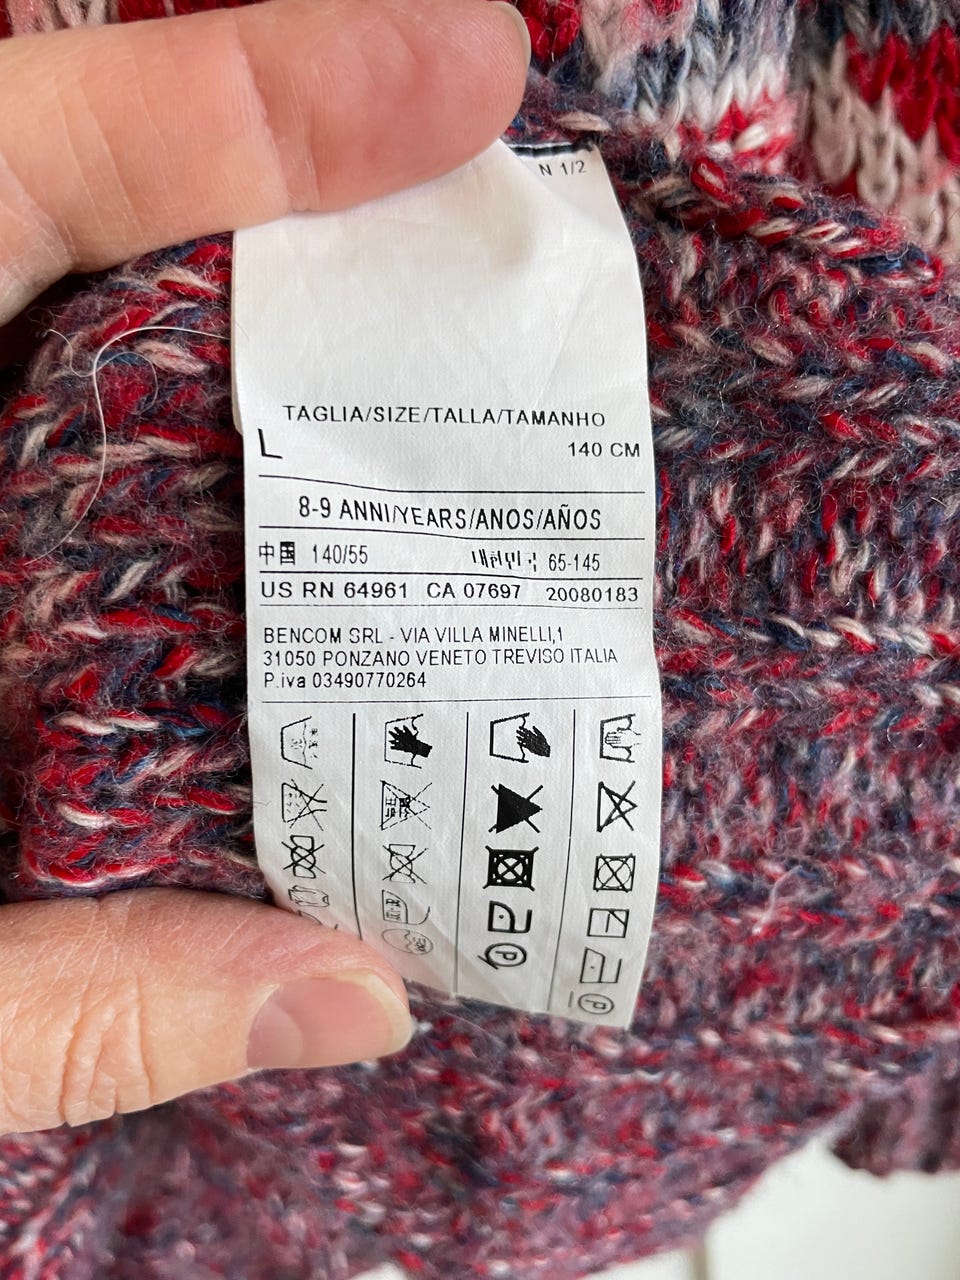 N 1/2
TAGLIA/SIZE/TALLA/TAMANHO
L 140 CM
8-9 ANNI/YEARS/ANOS/AÑOS
中国 140/55 65-145
US RN 64961 CA 07697 20080183
BENCOM SRL - VIA VILLA MINELLI,1
31050 PONZANO VENETO TREVISO ITALIA
P.iva 03490770264
P P